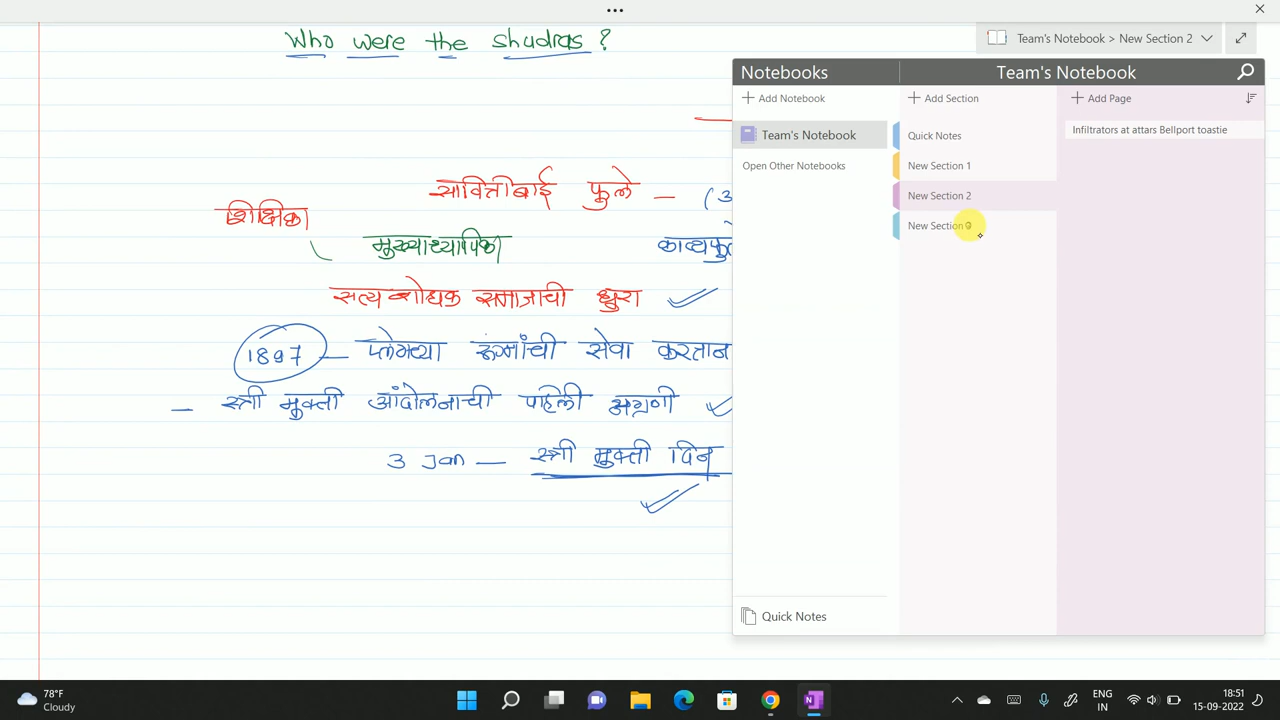 Who were the shudras?
Team's Notebook > New Section 2
Notebooks
Team's Notebook
Add Notebook
Add Section
Add Page
Team's Notebook
Quick Notes
Infiltrators at attars Bellport toastie
Open Other Notebooks
New Section 1
New Section 2
New Section
सावित्रीबाई फुले –
शिक्षिका
मुख्याध्यापिका
सत्य शोधक समाजाची धुरा
1897 – प्लेगच्या रुग्णांची सेवा करतान
– स्त्री मुक्ती आंदोलनाची पहिली अग्रणी
3 Jan – स्त्री मुक्ती दिन
Quick Notes
78°F
Cloudy
ENG
IN
18:51
15-09-2022